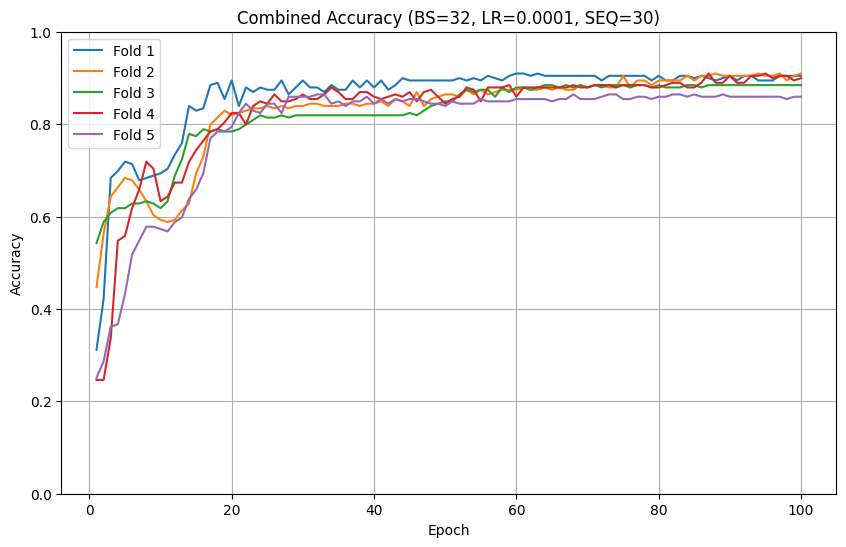 Combined Accuracy (BS=32, LR=0.0001, SEQ=30)
Fold 1
Fold 2
Fold 3
Fold 4
Fold 5
Accuracy
1.0
0.8
0.6
0.4
0.2
0.0
0 20 40 60 80 100
Epoch